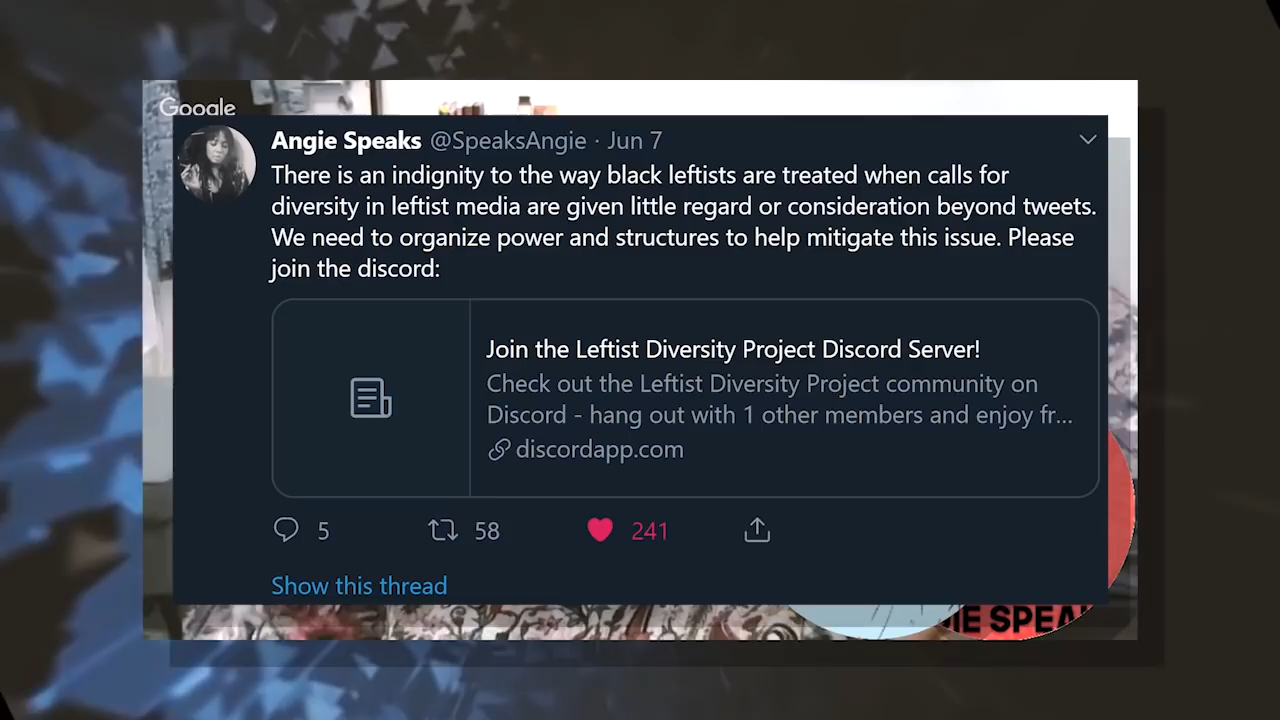 Google
Angie Speaks @SpeaksAngie · Jun 7
There is an indignity to the way black leftists are treated when calls for
diversity in leftist media are given little regard or consideration beyond tweets.
We need to organize power and structures to help mitigate this issue. Please
join the discord:
Join the Leftist Diversity Project Discord Server!
Check out the Leftist Diversity Project community on
Discord - hang out with 1 other members and enjoy fr...
discordapp.com
5 58 241
Show this thread